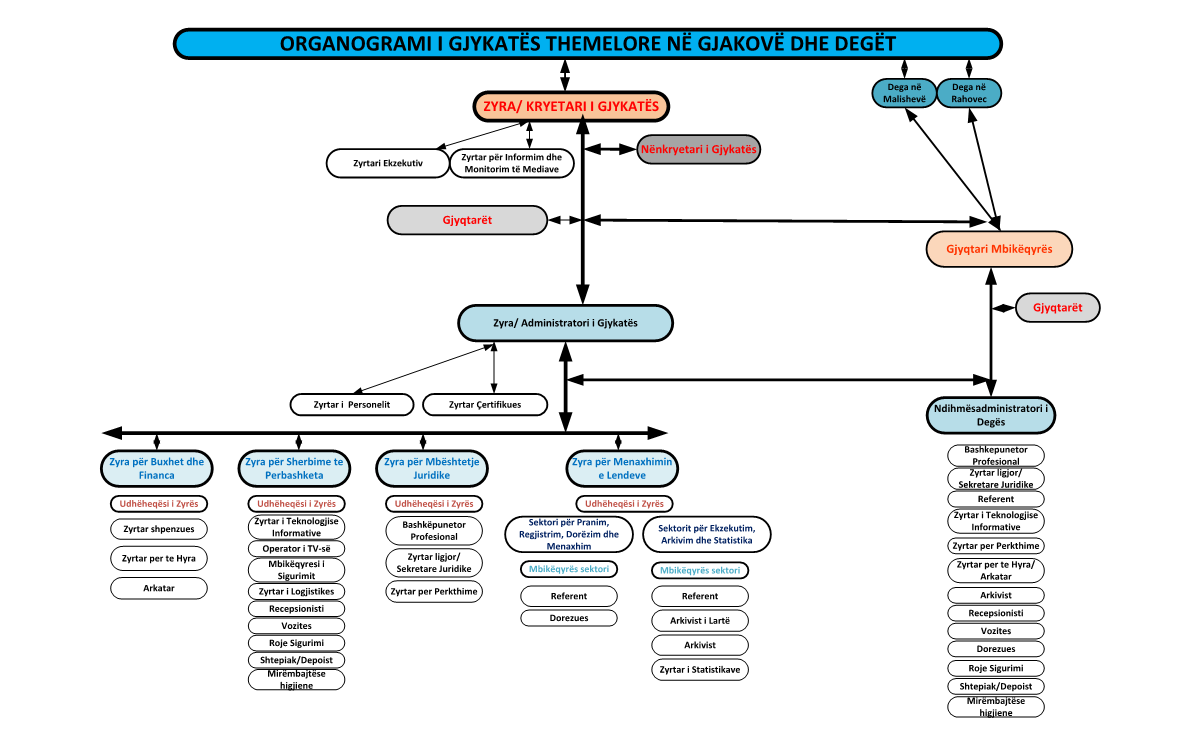 ORGANOGRAMI I GJYKATËS THEMELORE NË GJAKOVË DHE DEGËT
Dega në
Malishevë
Dega në
Rahovec
ZYRA/ KRYETARI I GJYKATËS
Zyrtari Ekzekutiv
Zyrtar për Informim dhe
Monitorim të Mediave
Nënkryetari i Gjykatës
Gjyqtarët
Gjyqtari Mbikëqyrës
Gjyqtarët
Zyra/ Administratori i Gjykatës
Zyrtar i Personelit
Zyrtar Çertifikues
Ndihmësadministratori i
Degës
Zyra për Buxhet dhe
Financa
Udhëheqësi i Zyrës
Zyrtar shpenzues
Zyrtar per te Hyra
Arkatar
Zyra për Sherbime te
Perbashketa
Udhëheqësi i Zyrës
Zyrtar i Teknologjise
Informative
Operator i TV-së
Mbikëqyresi i
Sigurimit
Zyrtar i Logjistikes
Recepsionisti
Vozites
Roje Sigurimi
Shtepiak/Depoist
Mirëmbajtëse
higjiene
Zyra për Mbështetje
Juridike
Udhëheqësi i Zyrës
Bashkëpunetor
Profesional
Zyrtar ligjor/
Sekretare Juridike
Zyrtar per Perkthime
Zyra për Menaxhimin
e Lendeve
Udhëheqësi i Zyrës
Sektori për Pranim,
Regjistrim, Dorëzim dhe
Menaxhim
Mbikëqyrës sektori
Referent
Dorezues
Sektorit për Ekzekutim,
Arkivim dhe Statistika
Mbikëqyrës sektori
Referent
Arkivist i Lartë
Arkivist
Zyrtar i Statistikave
Bashkepunetor
Profesional
Zyrtar ligjor/
Sekretare Juridike
Referent
Zyrtar i Teknologjise
Informative
Zyrtar per Perkthime
Zyrtar per te Hyra/
Arkatar
Arkivist
Recepsionisti
Vozites
Dorezues
Roje Sigurimi
Shtepiak/Depoist
Mirëmbajtëse
higjiene